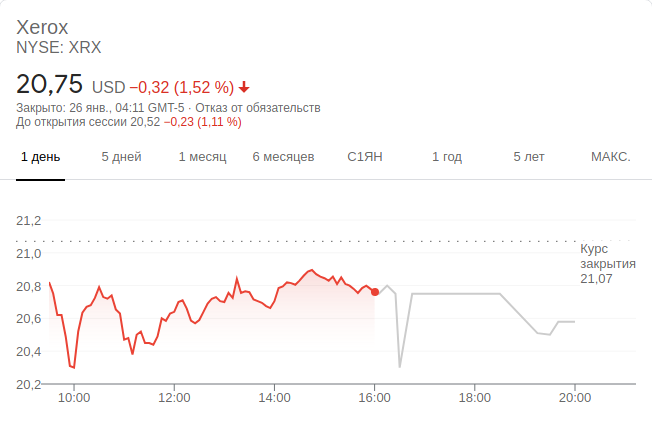 Xerox
NYSE: XRX
20,75 USD −0,32 (1,52 %)
Закрыто: 26 янв., 04:11 GMT-5 · Отказ от обязательств
До открытия сессии 20,52 −0,23 (1,11 %)
1 день 5 дней 1 месяц 6 месяцев С1ЯН 1 год 5 лет МАКС.
21,2
21,0
20,8
20,6
20,4
20,2
Курс
закрытия
21,07
10:00 12:00 14:00 16:00 18:00 20:00